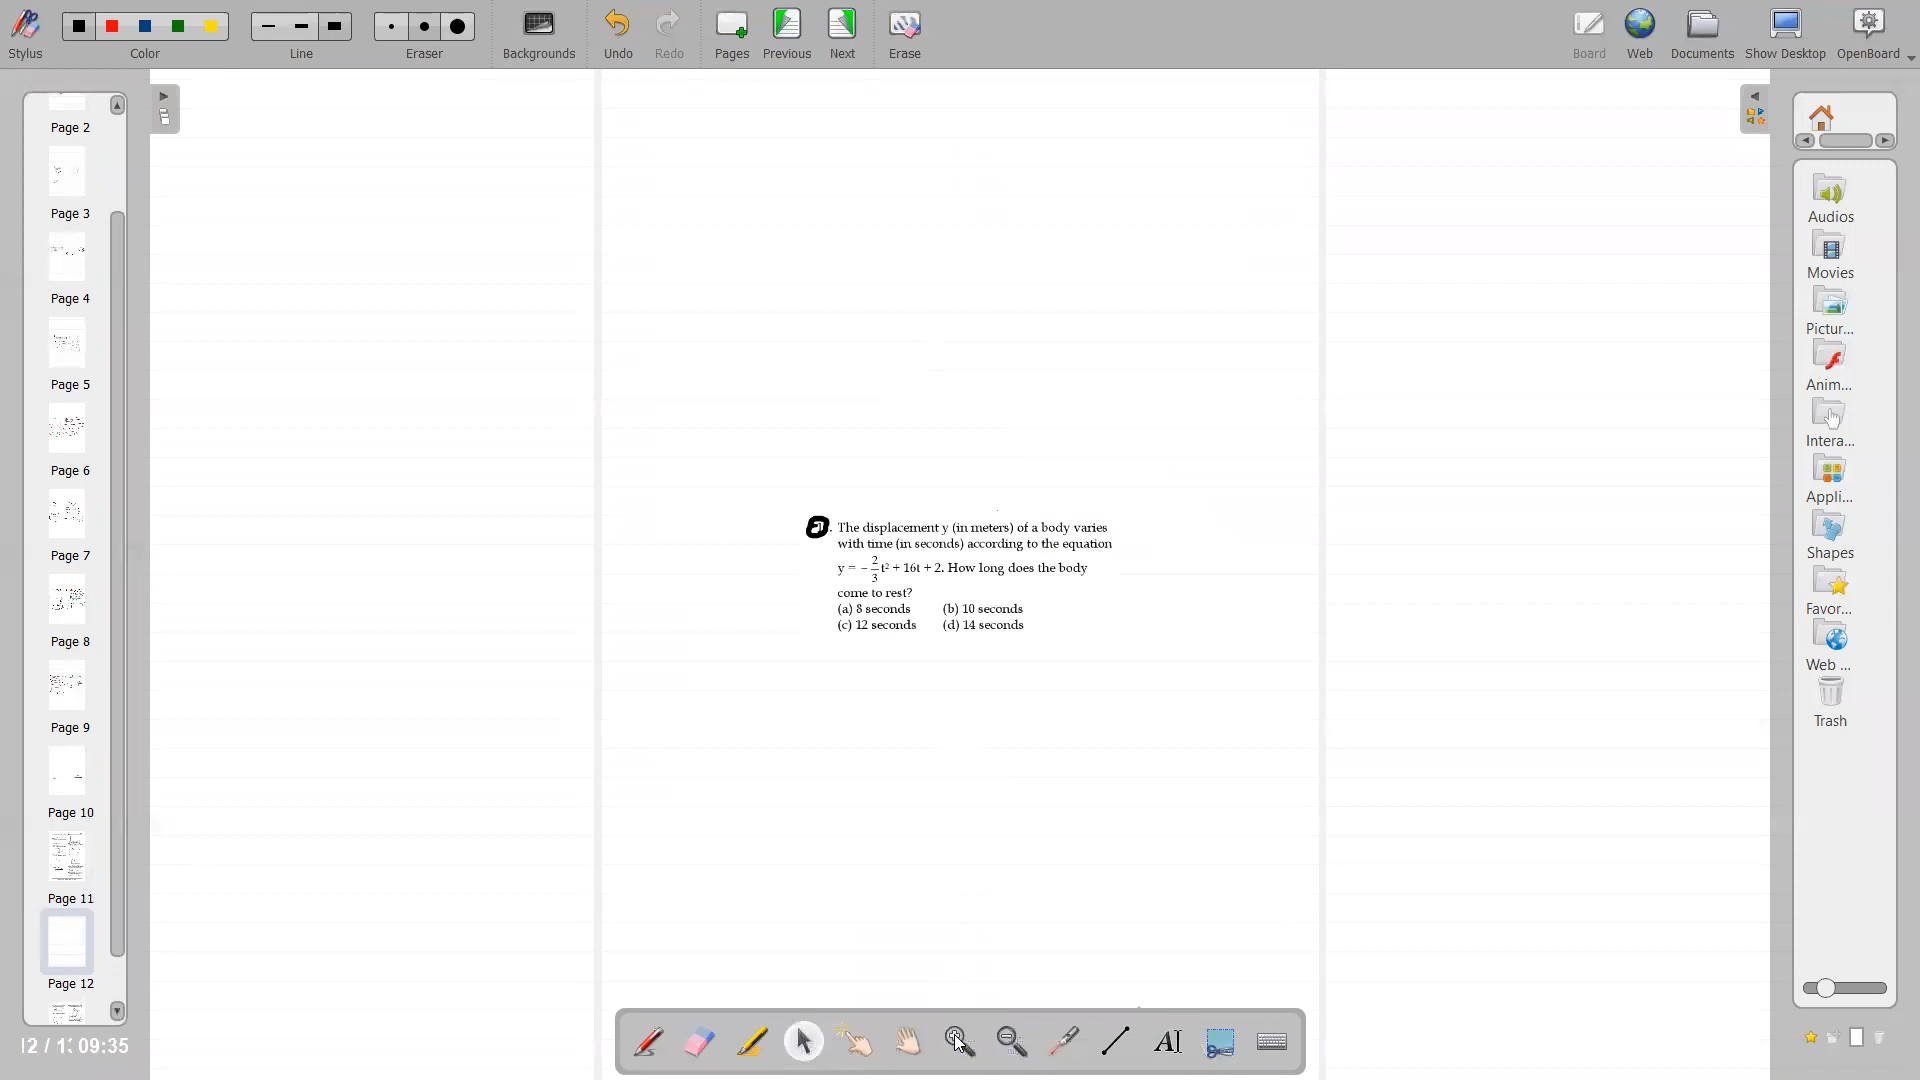 Stylus
Color
Line
Eraser
Backgrounds
Undo
Redo
Pages
Previous
Next
Erase
Board
Web
Documents
Show Desktop
OpenBoard
Page 2
Page 3
Page 4
Page 5
Page 6
Page 7
Page 8
Page 9
Page 10
Page 11
Page 12
09:35
The displacement y (in meters) of a body varies
with time (in seconds) according to the equation
y = −2/3t² + 16t + 2. How long does the body
come to rest?
(a) 8 seconds (b) 10 seconds
(c) 12 seconds (d) 14 seconds
AI
Audios
Movies
Pictur...
Anim...
Intera...
Appli...
Shapes
Favor...
Web ...
Trash